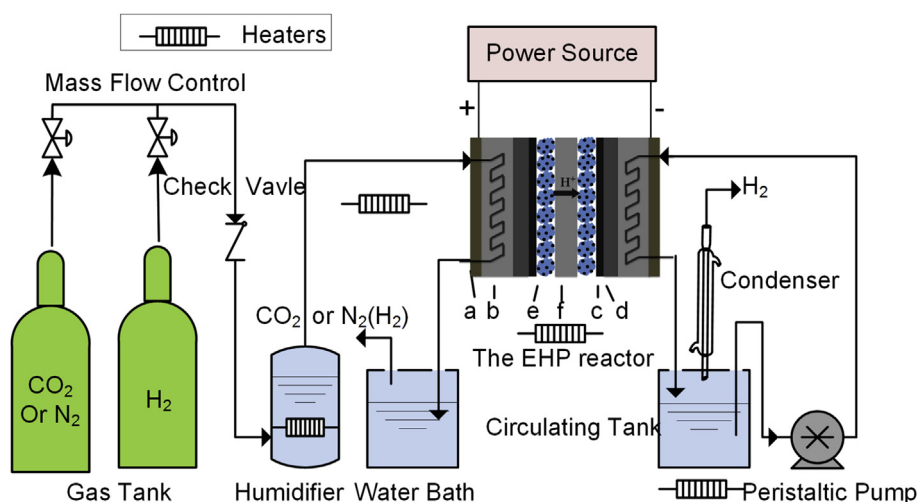 Heaters
Power Source
Mass Flow Control
+ -
Check Vavle
H⁺
H₂
Condenser
a b e f c d
CO₂ or N₂(H₂)
The EHP reactor
CO₂
Or N₂
H₂
Circulating Tank
Gas Tank Humidifier Water Bath Peristaltic Pump